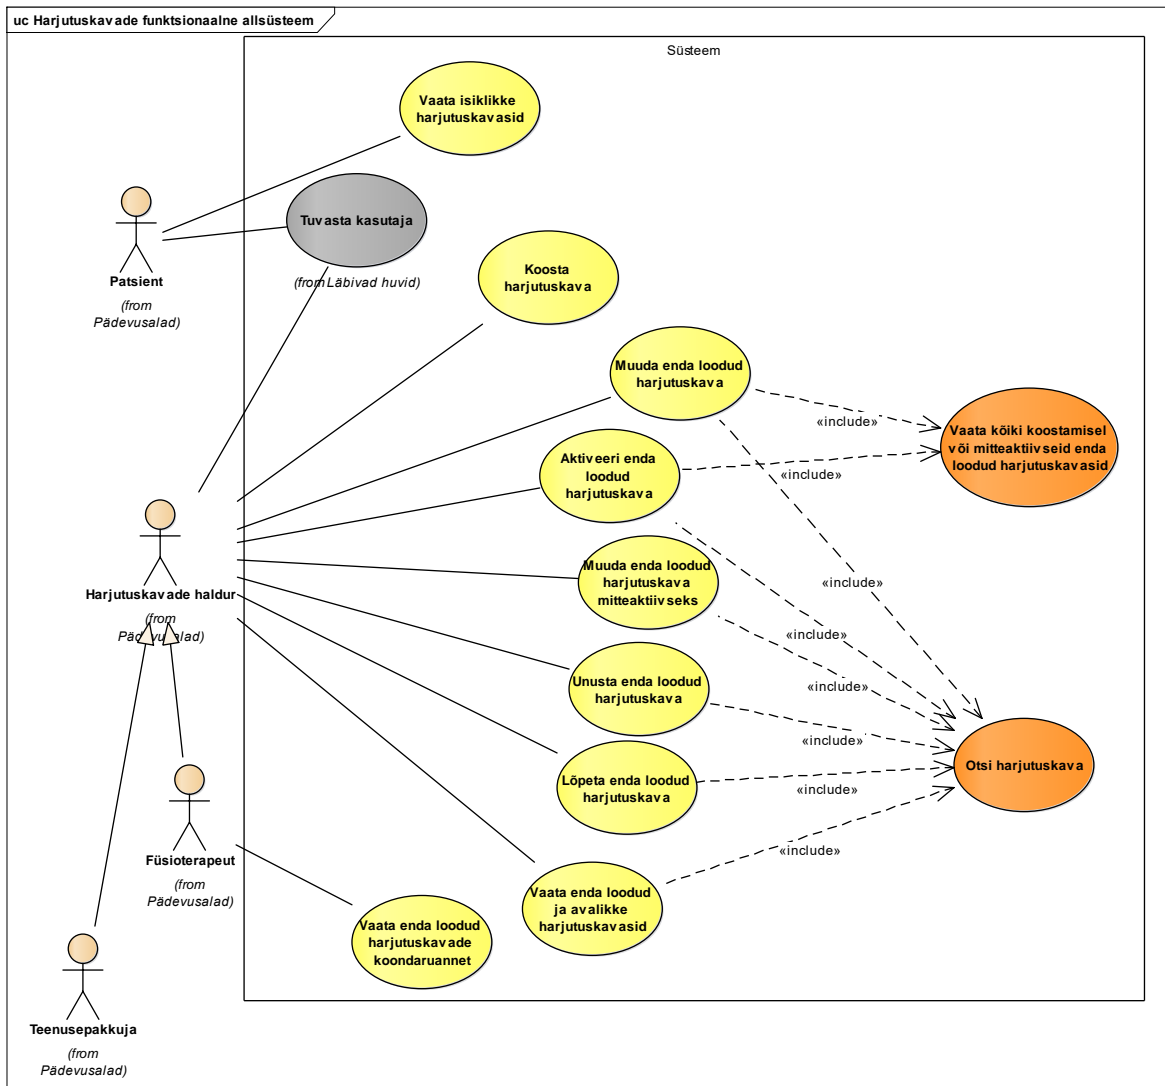 uc Harjutuskavade funktsionaalne allsüsteem
Süsteem
Vaata isiklikke
harjutuskavasid
Tuvasta kasutaja
(from Läbivad huvid)
Patsient
(from
Pädevusalad)
Koosta
harjutuskava
Muuda enda loodud
harjutuskava
«include»
Vaata kõiki koostamisel
või mitteaktiivseid enda
loodud harjutuskavasid
Aktiveeri enda
loodud
harjutuskava
«include»
Muuda enda loodud
harjutuskava
mitteaktiivseks
«include»
Harjutuskavade haldur
(from
Pädevusalad)
«include»
Unusta enda loodud
harjutuskava
«include»
«include»
Otsi harjutuskava
Lõpeta enda loodud
harjutuskava
«include»
«include»
Füsioterapeut
(from
Pädevusalad)
Vaata enda loodud
ja avalikke
harjutuskavasid
Vaata enda loodud
harjutuskavade
koondaruannet
Teenusepakkuja
(from
Pädevusalad)